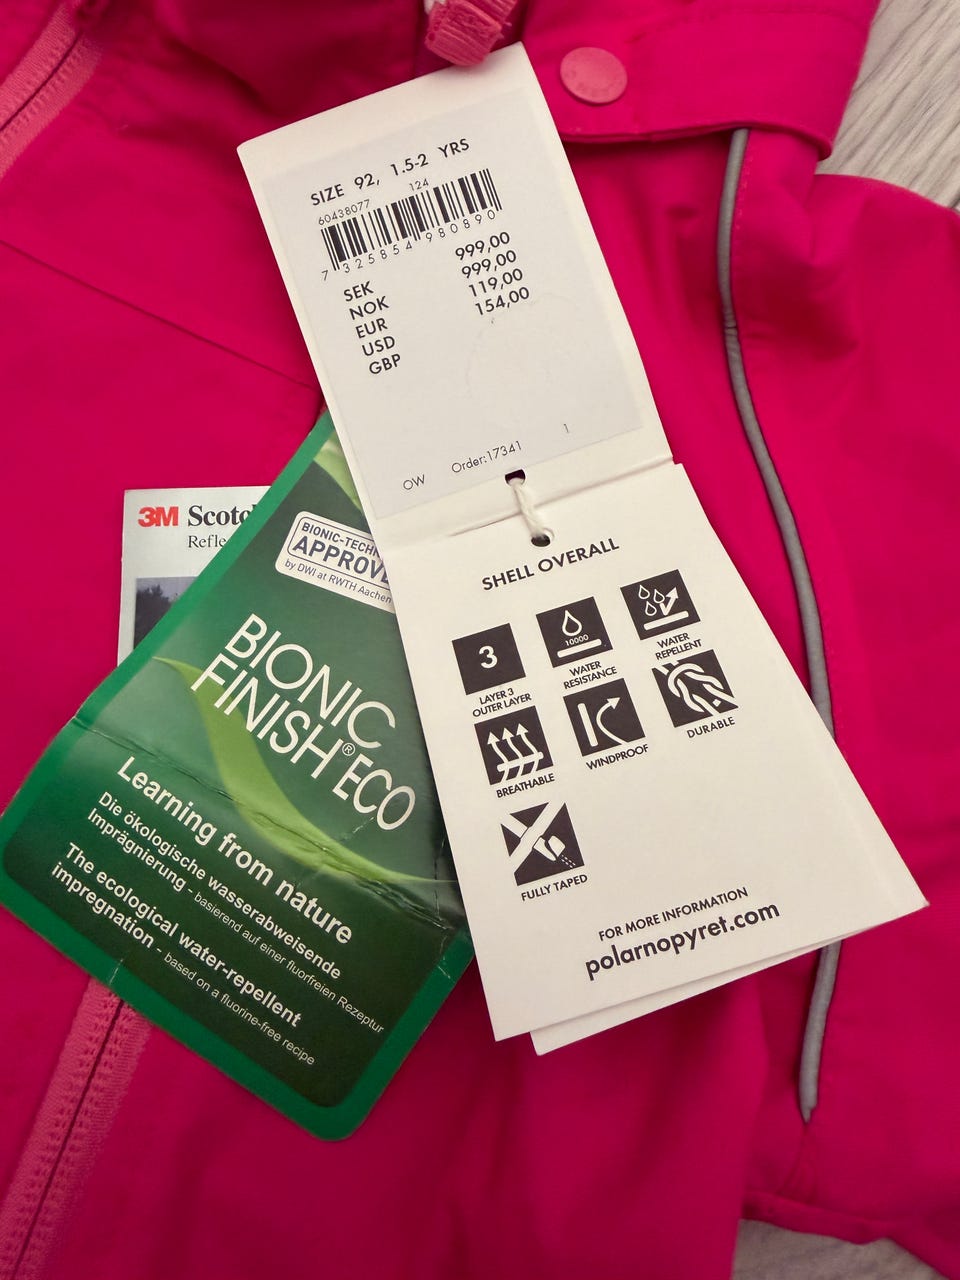 SIZE 92, 1.5-2 YRS
60438077 124
7 325854 980890
SEK 999,00
NOK 999,00
EUR 119,00
USD 154,00
GBP
OW Order:17341 1
SHELL OVERALL
3
LAYER 3
OUTER LAYER
10000
WATER
RESISTANCE
WATER
REPELLENT
BREATHABLE
WINDPROOF
DURABLE
FULLY TAPED
FOR MORE INFORMATION
polarnopyret.com
3M
BIONIC-TECH
APPROVE
by DWI at RWTH Aachen
BIONIC
FINISH®ECO
Learning from nature
Die ökologische wasserabweisende
Imprägnierung - basierend auf einer fluorfreien Rezeptur
The ecological water-repellent
impregnation - based on a fluorine-free recipe